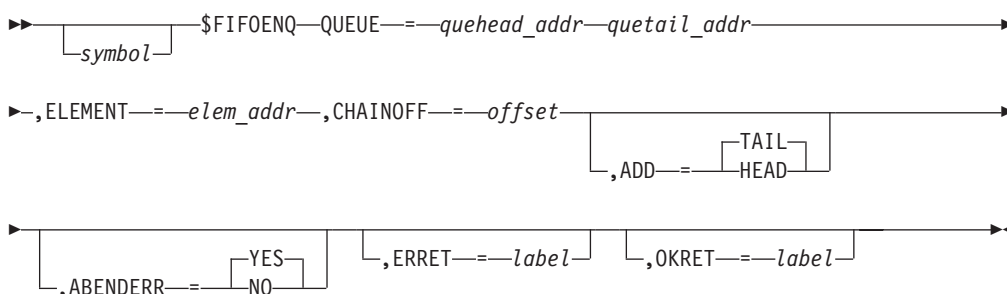 ►►─ symbol ─$FIFOENQ─QUEUE─=─quehead_addr─quetail_addr─►
►─,ELEMENT─=─elem_addr─,CHAINOFF─=─offset─ ,ADD─=─ TAIL HEAD ─►
►─ ,ABENDERR─=─ YES NO ─ ,ERRET─=─label ─ ,OKRET─=─label ─►◄